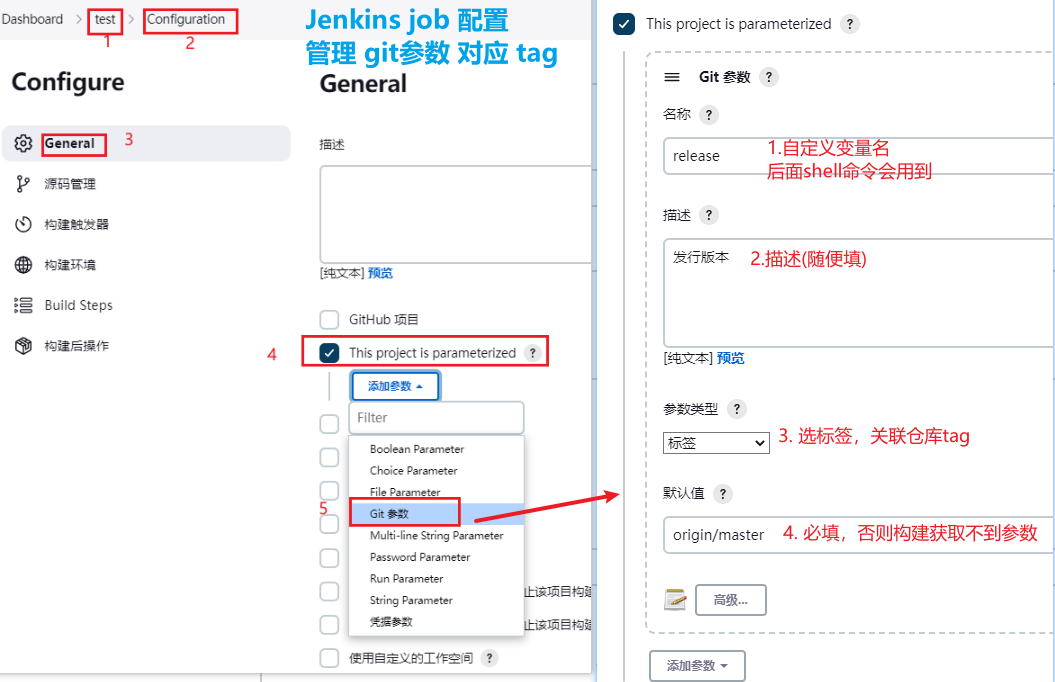 Dashboard > test > Configuration
1
2
Jenkins job 配置
管理 git参数 对应 tag
Configure
General
3
源码管理
构建触发器
构建环境
Build Steps
构建后操作
General
描述
[纯文本] 预览
GitHub 项目
4
This project is parameterized ?
添加参数
Filter
Boolean Parameter
Choice Parameter
File Parameter
5
Git 参数
Multi-line String Parameter
Password Parameter
Run Parameter
止该项目构建
String Parameter
凭据参数
止该项目构建
使用自定义的工作空间 ?
This project is parameterized ?
Git 参数 ?
名称 ?
release
1.自定义变量名
后面shell命令会用到
描述 ?
发行版本
2.描述(随便填)
[纯文本] 预览
参数类型 ?
标签
3. 选标签，关联仓库tag
默认值 ?
origin/master
4. 必填，否则构建获取不到参数
高级...
添加参数